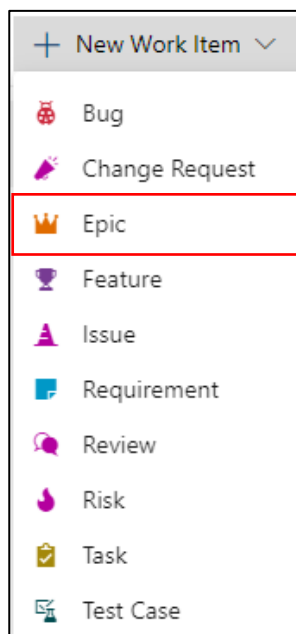 New Work Item
Bug
Change Request
Epic
Feature
Issue
Requirement
Review
Risk
Task
Test Case